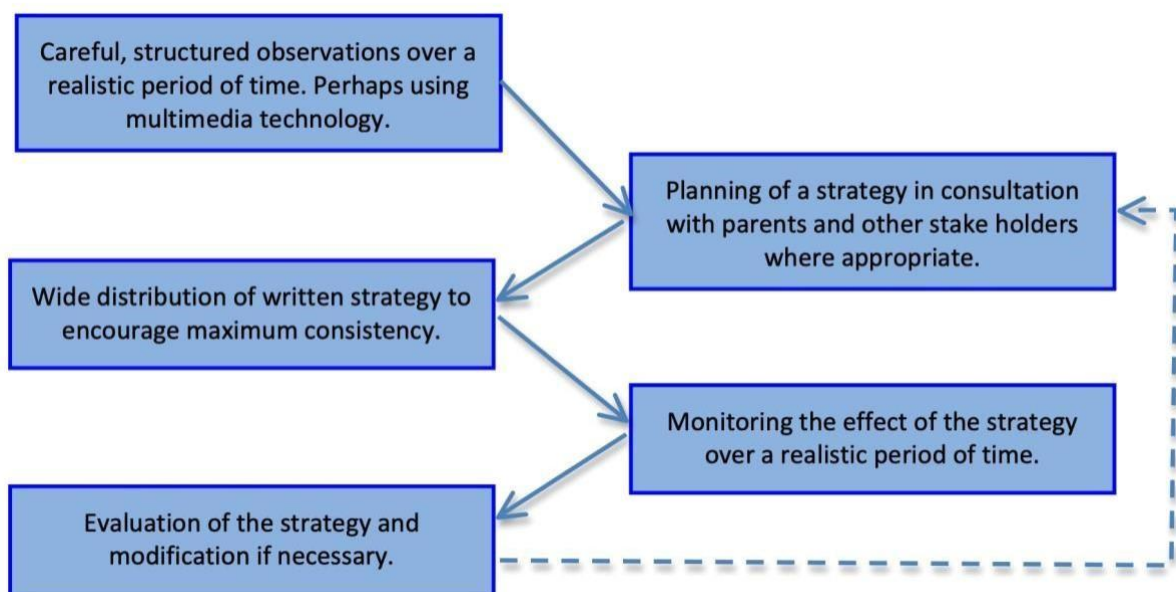 Careful, structured observations over a
realistic period of time. Perhaps using
multimedia technology.
Planning of a strategy in consultation
with parents and other stake holders
where appropriate.
Wide distribution of written strategy to
encourage maximum consistency.
Monitoring the effect of the strategy
over a realistic period of time.
Evaluation of the strategy and
modification if necessary.